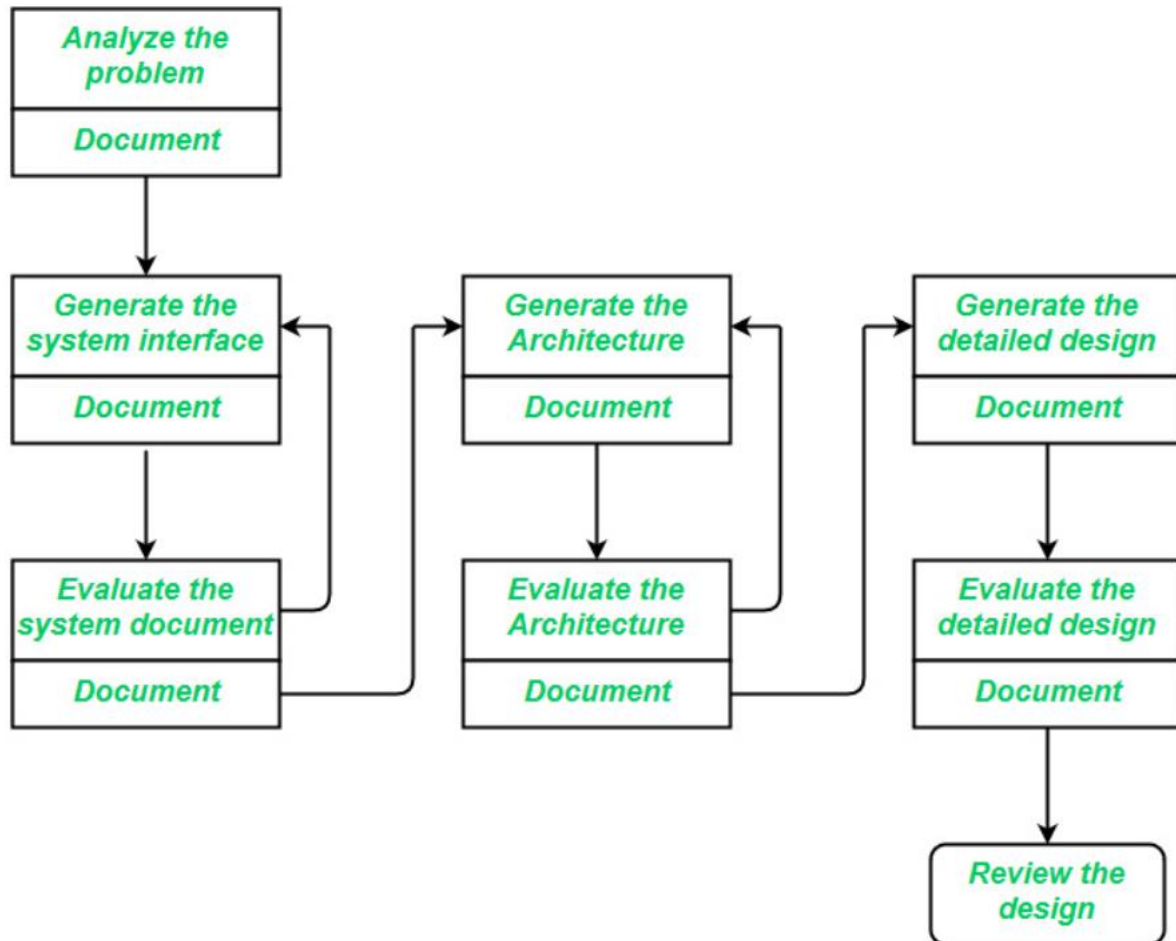 Analyze the
problem
Document
Generate the
system interface
Document
Evaluate the
system document
Document
Generate the
Architecture
Document
Evaluate the
Architecture
Document
Generate the
detailed design
Document
Evaluate the
detailed design
Document
Review the
design